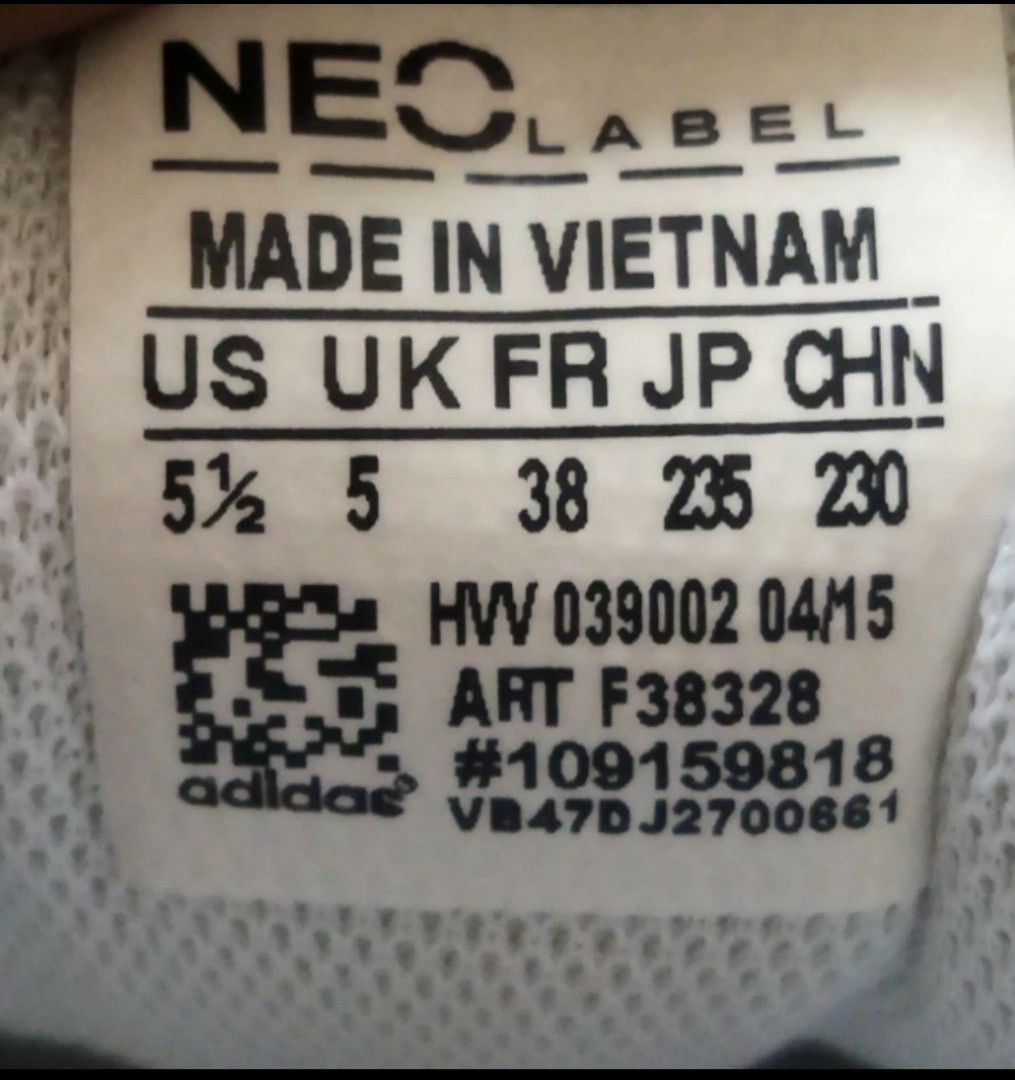 NEO LABEL
MADE IN VIETNAM
US UK FR JP CHN
5½ 5 38 235 230
HVV 039002 04/15
ART F38328
#109159818
adidas
VB47DJ2700661